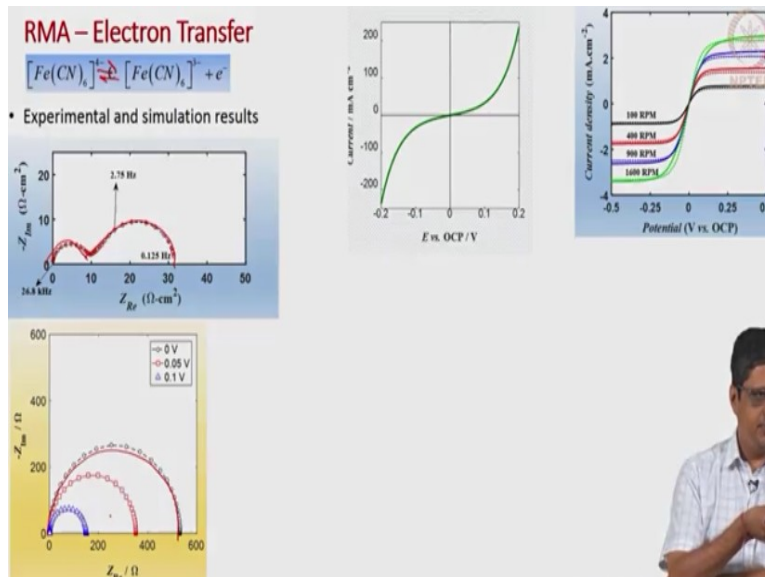 RMA – Electron Transfer
[Fe(CN)₆]⁴⁻ ⇌ [Fe(CN)₆]³⁻ + e⁻
• Experimental and simulation results
-Z_Im (Ω-cm²)
20
10
0
0 10 20 30 40 50
2.75 Hz
0.125 Hz
26.8 kHz
Z_Re (Ω-cm²)
600
400
200
0
0 200 400 600
0 V
0.05 V
0.1 V
-Z_Im / Ω
Z_Re / Ω
Current / mA cm⁻²
200
100
0
-100
-200
-0.2 -0.1 0 0.1 0.2
E vs. OCP / V
Current density (mA.cm⁻²)
4
2
0
-2
-4
100 RPM
400 RPM
900 RPM
1600 RPM
-0.5 -0.25 0 0.25
Potential (V vs. OCP)
NPTEL